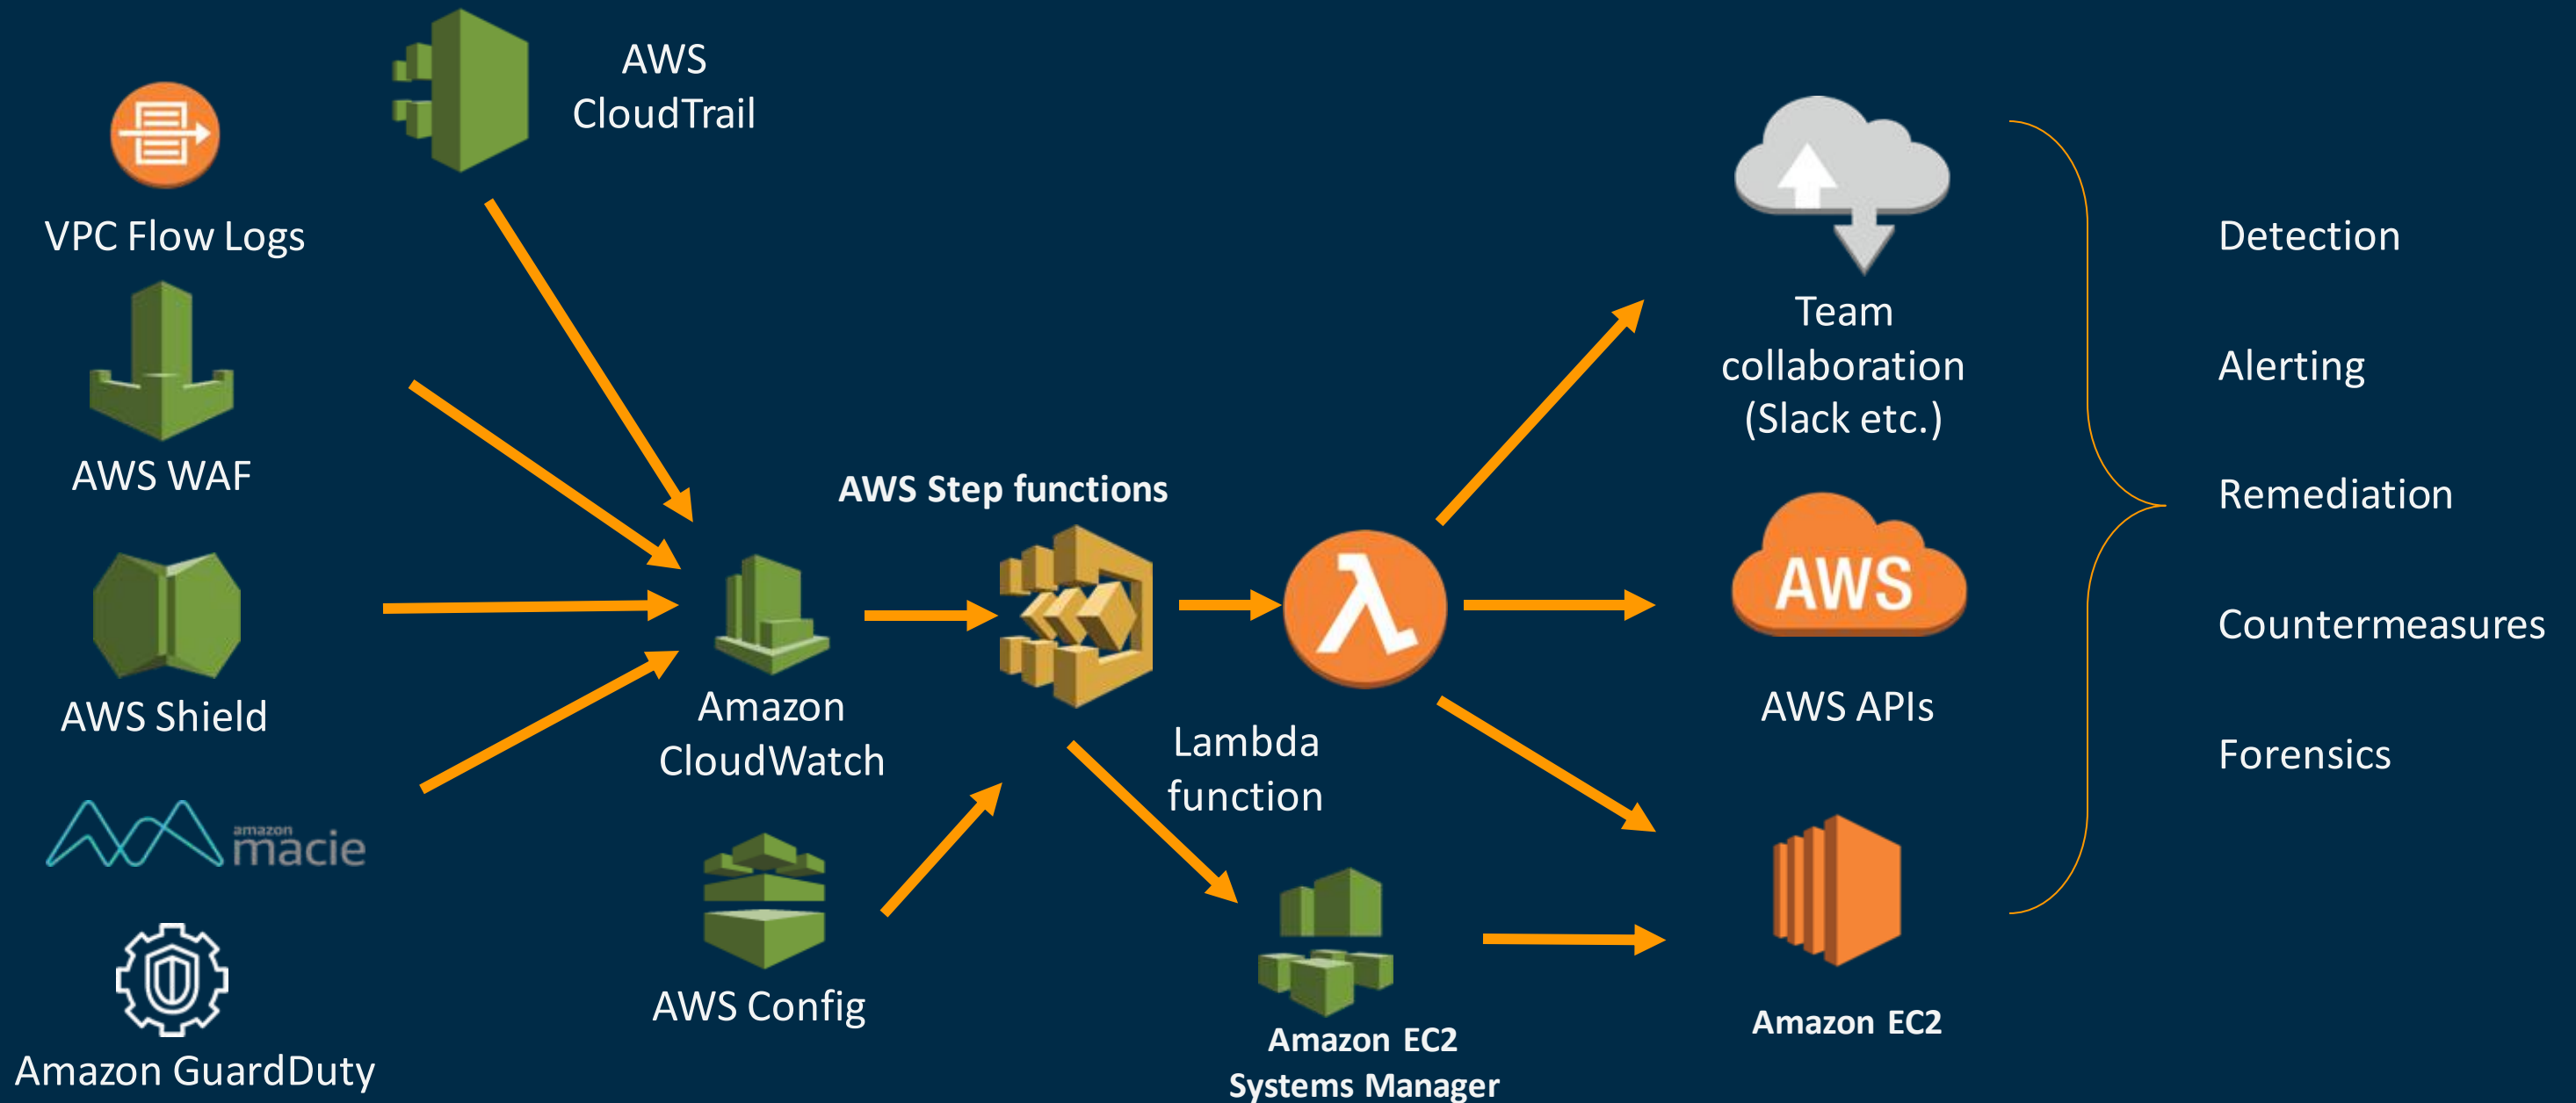 AWS
CloudTrail
VPC Flow Logs
AWS WAF
AWS Shield
amazon
macie
Amazon GuardDuty
Amazon
CloudWatch
AWS Config
AWS Step functions
Lambda
function
Amazon EC2
Systems Manager
Team
collaboration
(Slack etc.)
AWS
AWS APIs
Amazon EC2
Detection
Alerting
Remediation
Countermeasures
Forensics